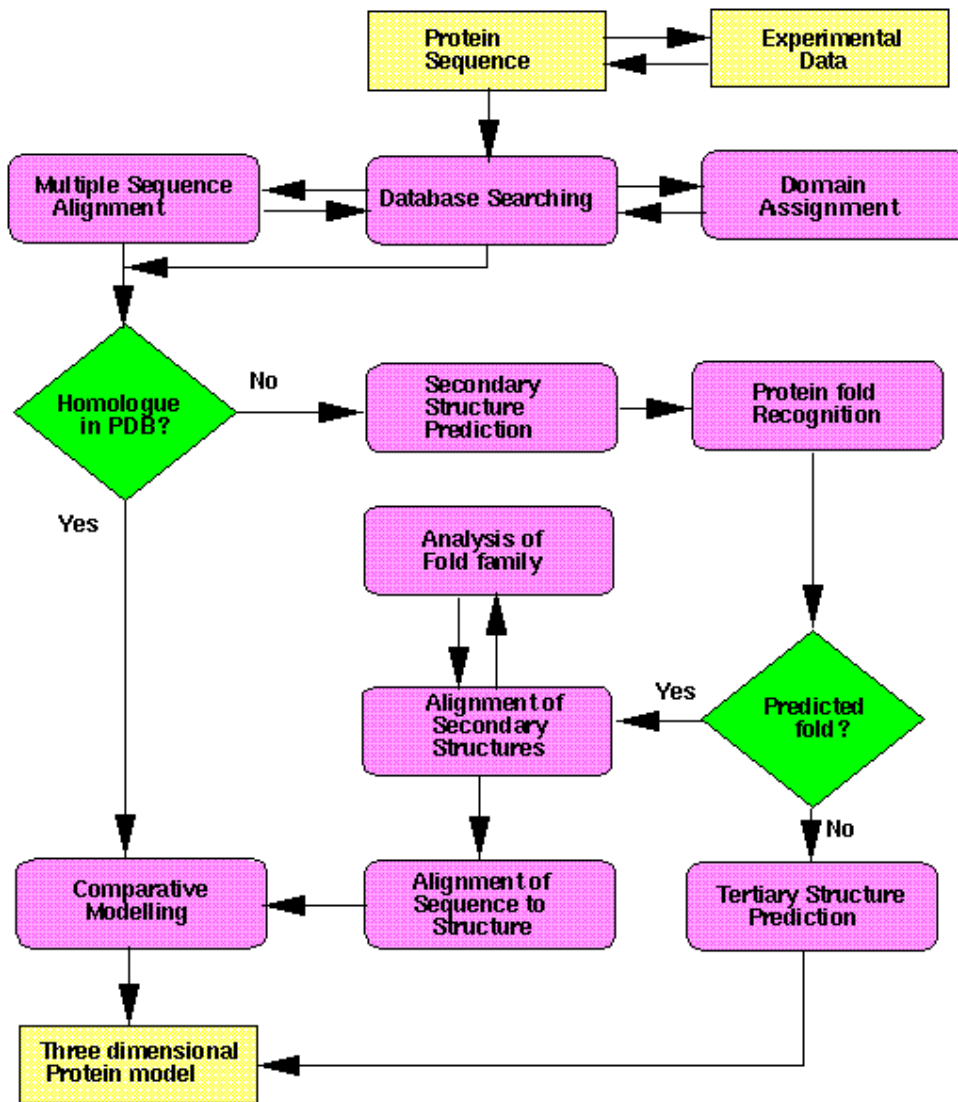 Protein
Sequence
Experimental
Data
Multiple Sequence
Alignment
Database Searching
Domain
Assignment
Homologue
in PDB?
No
Secondary
Structure
Prediction
Protein fold
Recognition
Yes
Analysis of
Fold family
Alignment of
Secondary
Structures
Yes
Predicted
fold?
No
Comparative
Modelling
Alignment of
Sequence to
Structure
Tertiary Structure
Prediction
Three dimensional
Protein model